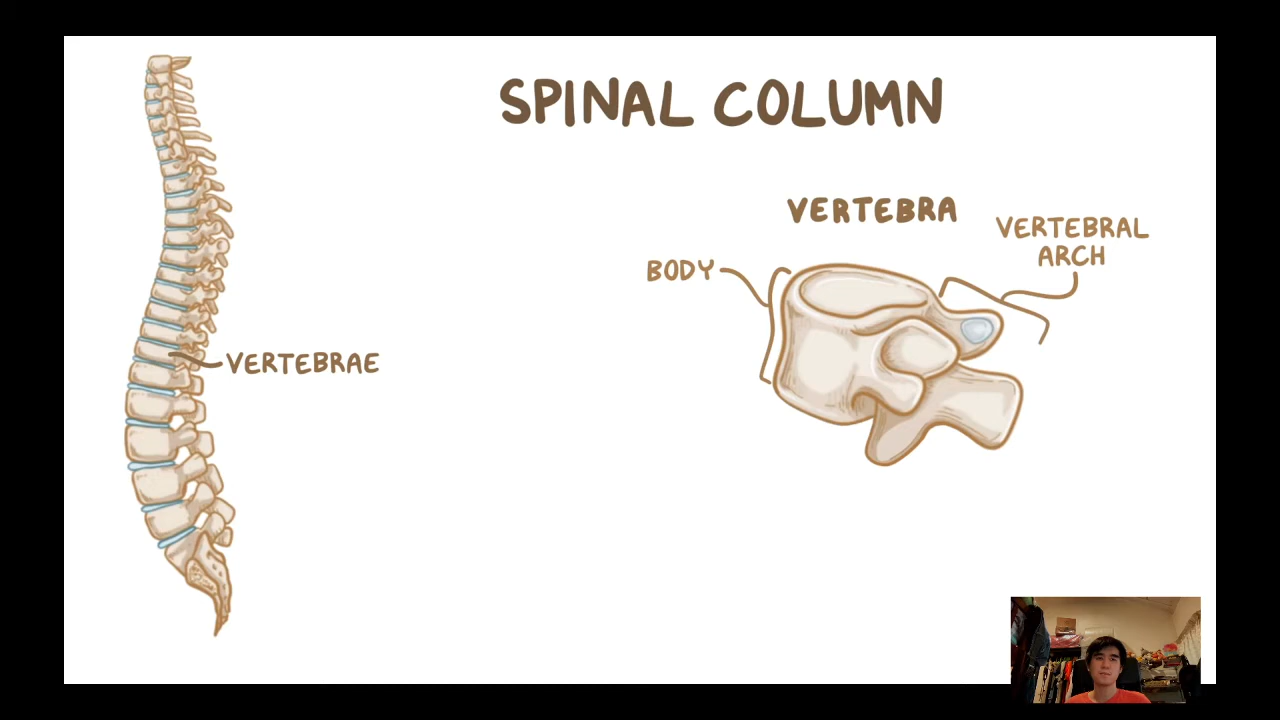 SPINAL COLUMN
VERTEBRA
VERTEBRAL
ARCH
BODY
VERTEBRAE